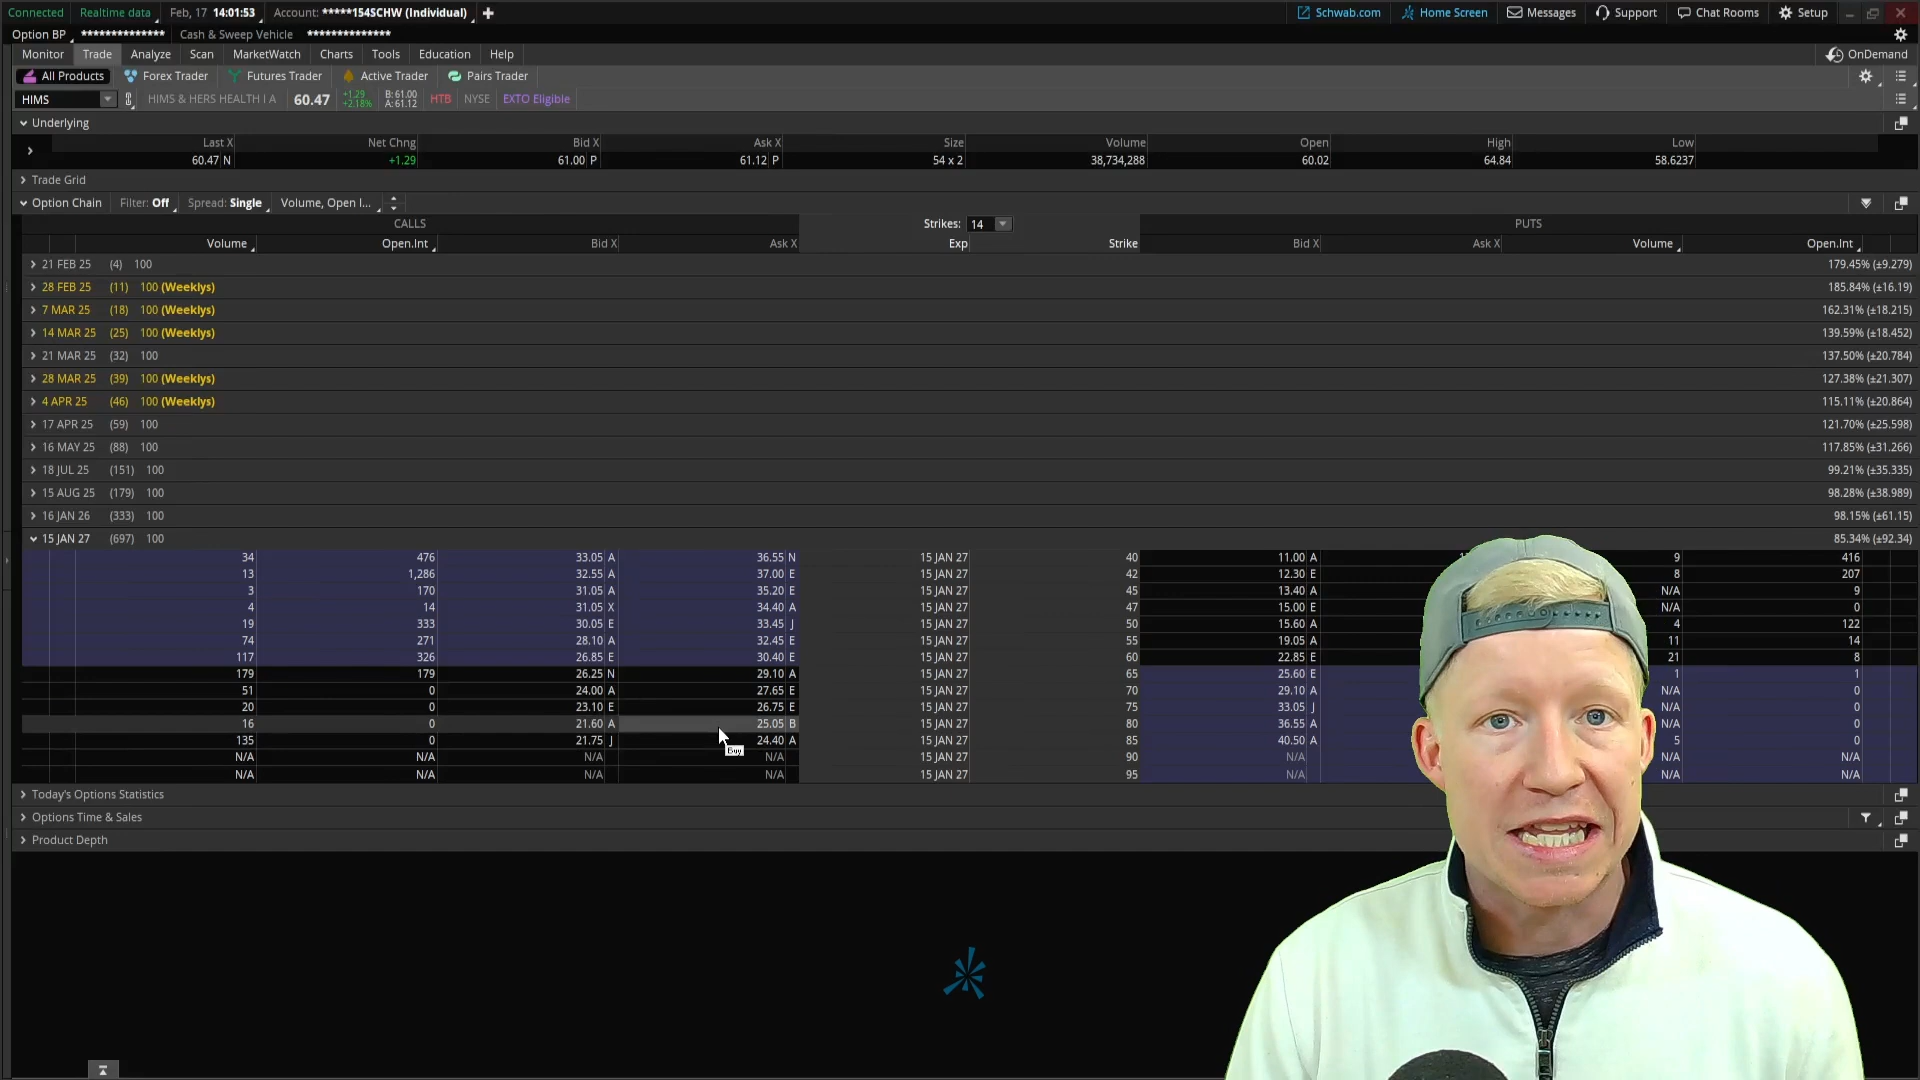 Connected Realtime data Feb, 17 14:01:53 Account: *****154SCHW (Individual) Schwab.com Home Screen Messages Support Chat Rooms Setup
Option BP ************** Cash & Sweep Vehicle **************
Monitor Trade Analyze Scan MarketWatch Charts Tools Education Help OnDemand
All Products Forex Trader Futures Trader Active Trader Pairs Trader
HIMS HIMS & HERS HEALTH I A 60.47 +1.29 +2.18% B: 61.00 A: 61.12 HTB NYSE EXTO Eligible
Underlying
Last X Net Chng Bid X Ask X Size Volume Open High Low
60.47 N +1.29 61.00 P 61.12 P 54 x 2 38,734,288 60.02 64.84 58.6237
Trade Grid
Option Chain Filter: Off Spread: Single Volume, Open I...
CALLS Strikes: 14 PUTS
Volume Open.Int Bid X Ask X Exp Strike Bid X Ask X Volume Open.Int
21 FEB 25 (4) 100 179.45% (±9.279)
28 FEB 25 (11) 100 (Weeklys) 185.84% (±16.19)
7 MAR 25 (18) 100 (Weeklys) 162.31% (±18.215)
14 MAR 25 (25) 100 (Weeklys) 139.59% (±18.452)
21 MAR 25 (32) 100 137.50% (±20.784)
28 MAR 25 (39) 100 (Weeklys) 127.38% (±21.307)
4 APR 25 (46) 100 (Weeklys) 115.11% (±20.864)
17 APR 25 (59) 100 121.70% (±25.598)
16 MAY 25 (88) 100 117.85% (±31.266)
18 JUL 25 (151) 100 99.21% (±35.335)
15 AUG 25 (179) 100 98.28% (±38.989)
16 JAN 26 (333) 100 98.15% (±61.15)
15 JAN 27 (697) 100 85.34% (±92.34)
34 476 33.05 A 36.55 N 15 JAN 27 40 11.00 A 9 416
13 1,286 32.55 A 37.00 E 15 JAN 27 42 12.30 E 8 207
3 170 31.05 A 35.20 E 15 JAN 27 45 13.40 A N/A 9
4 14 31.05 X 34.40 A 15 JAN 27 47 15.00 E N/A 0
19 333 30.05 E 33.45 J 15 JAN 27 50 15.60 A 4 122
74 271 28.10 A 32.45 E 15 JAN 27 55 19.05 A 11 14
117 326 26.85 E 30.40 E 15 JAN 27 60 22.85 E 21 8
179 179 26.25 N 29.10 A 15 JAN 27 65 25.60 E 1 1
51 0 24.00 A 27.65 E 15 JAN 27 70 29.10 A N/A 0
20 0 23.10 E 26.75 E 15 JAN 27 75 33.05 J N/A 0
16 0 21.60 A 25.05 B 15 JAN 27 80 36.55 A N/A 0
135 0 21.75 J 24.40 A 15 JAN 27 85 40.50 A 5 0
N/A N/A N/A N/A 15 JAN 27 90 N/A N/A N/A
N/A N/A N/A N/A 15 JAN 27 95 N/A N/A N/A
Buy
Today's Options Statistics
Options Time & Sales
Product Depth